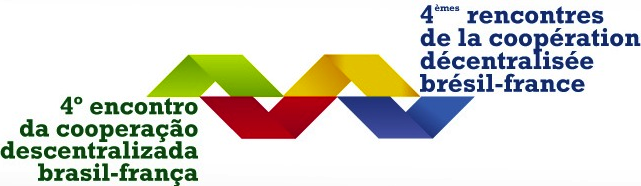 4èmes rencontres
de la coopération
décentralisée
brésil-france
4º encontro
da cooperação
descentralizada
brasil-frança